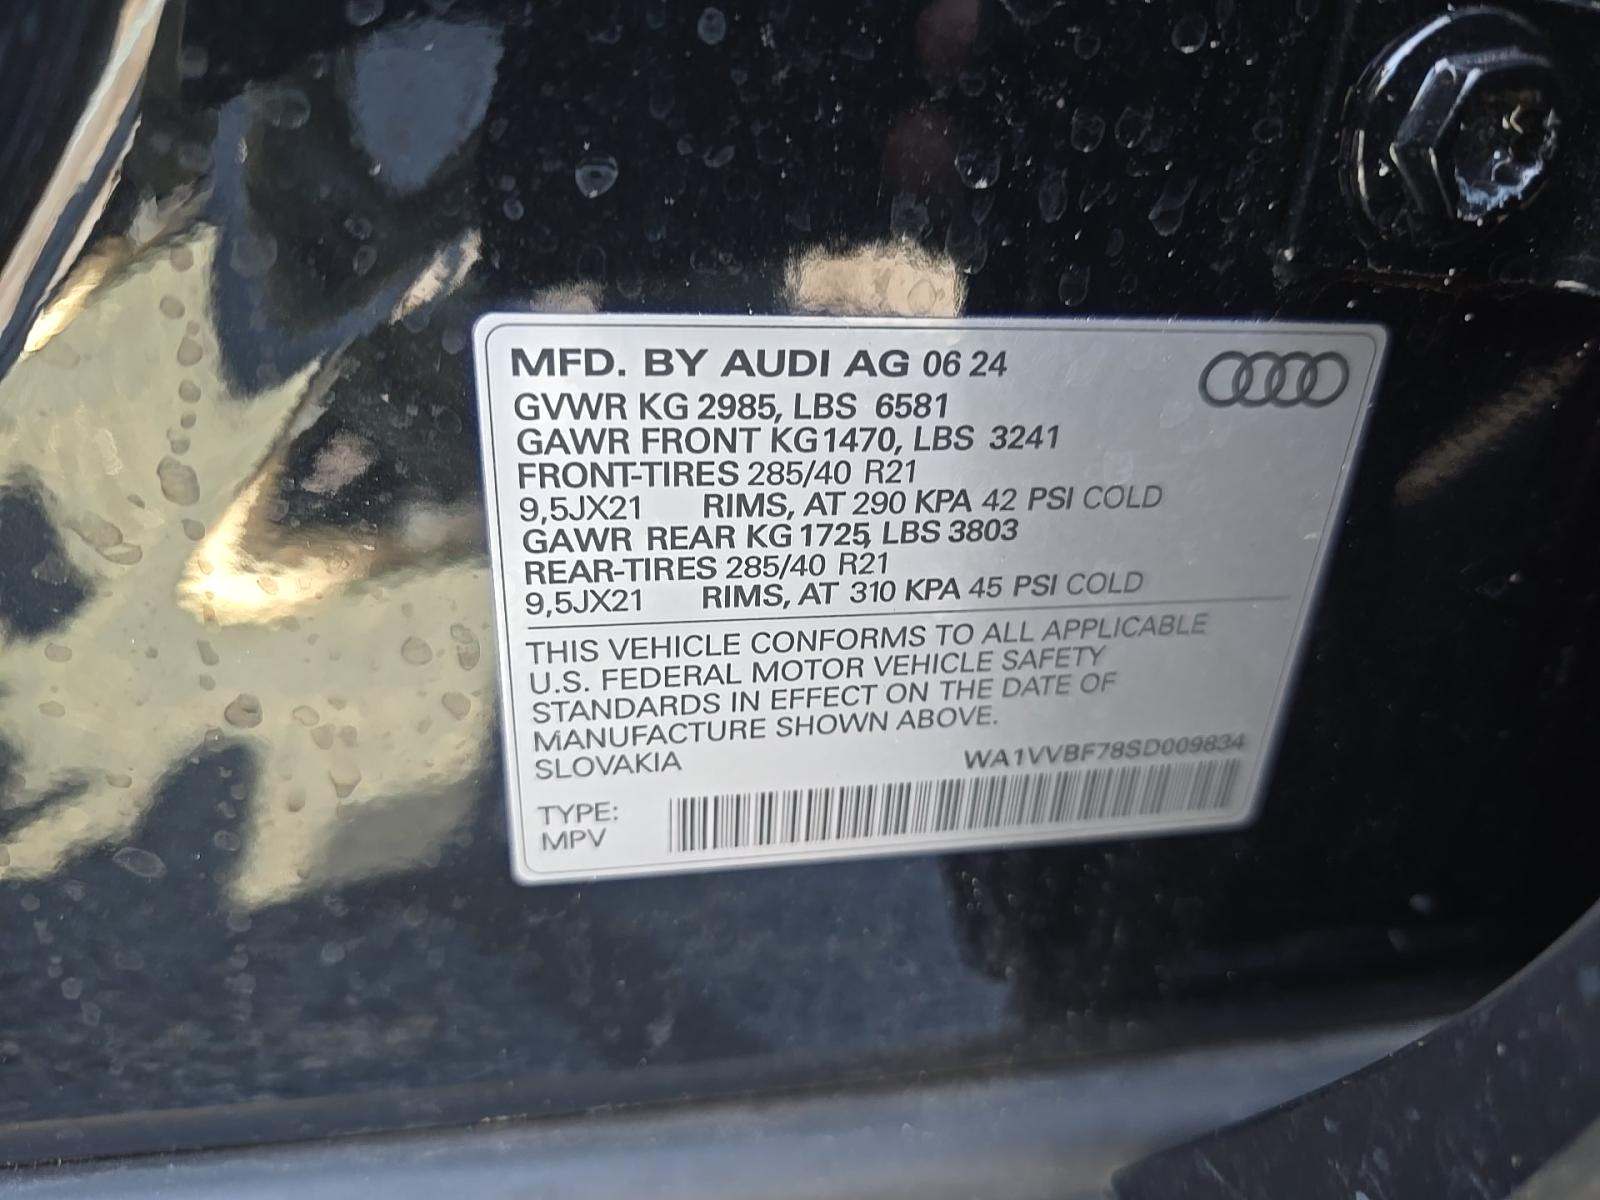 MFD. BY AUDI AG 06 24
GVWR KG 2985, LBS 6581
GAWR FRONT KG 1470, LBS 3241
FRONT-TIRES 285/40 R21
9,5JX21 RIMS, AT 290 KPA 42 PSI COLD
GAWR REAR KG 1725, LBS 3803
REAR-TIRES 285/40 R21
9,5JX21 RIMS, AT 310 KPA 45 PSI COLD
THIS VEHICLE CONFORMS TO ALL APPLICABLE
U.S. FEDERAL MOTOR VEHICLE SAFETY
STANDARDS IN EFFECT ON THE DATE OF
MANUFACTURE SHOWN ABOVE.
SLOVAKIA WA1VVBF78SD009834
TYPE:
MPV